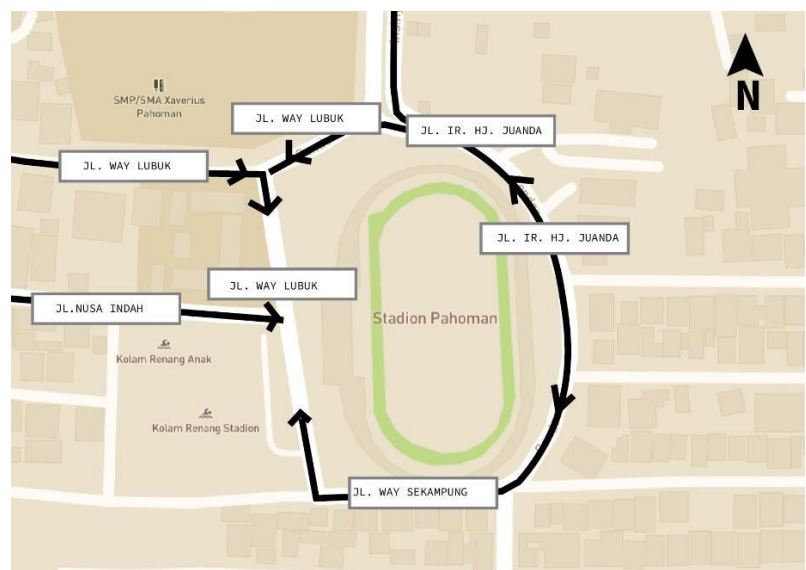 N
SMP/SMA Xaverius
Pahoman
JL. WAY LUBUK
JL. IR. HJ. JUANDA
JL. WAY LUBUK
JL. IR. HJ. JUANDA
JL. WAY LUBUK
JL.NUSA INDAH
Stadion Pahoman
Kolam Renang Anak
Kolam Renang Stadion
JL. WAY SEKAMPUNG